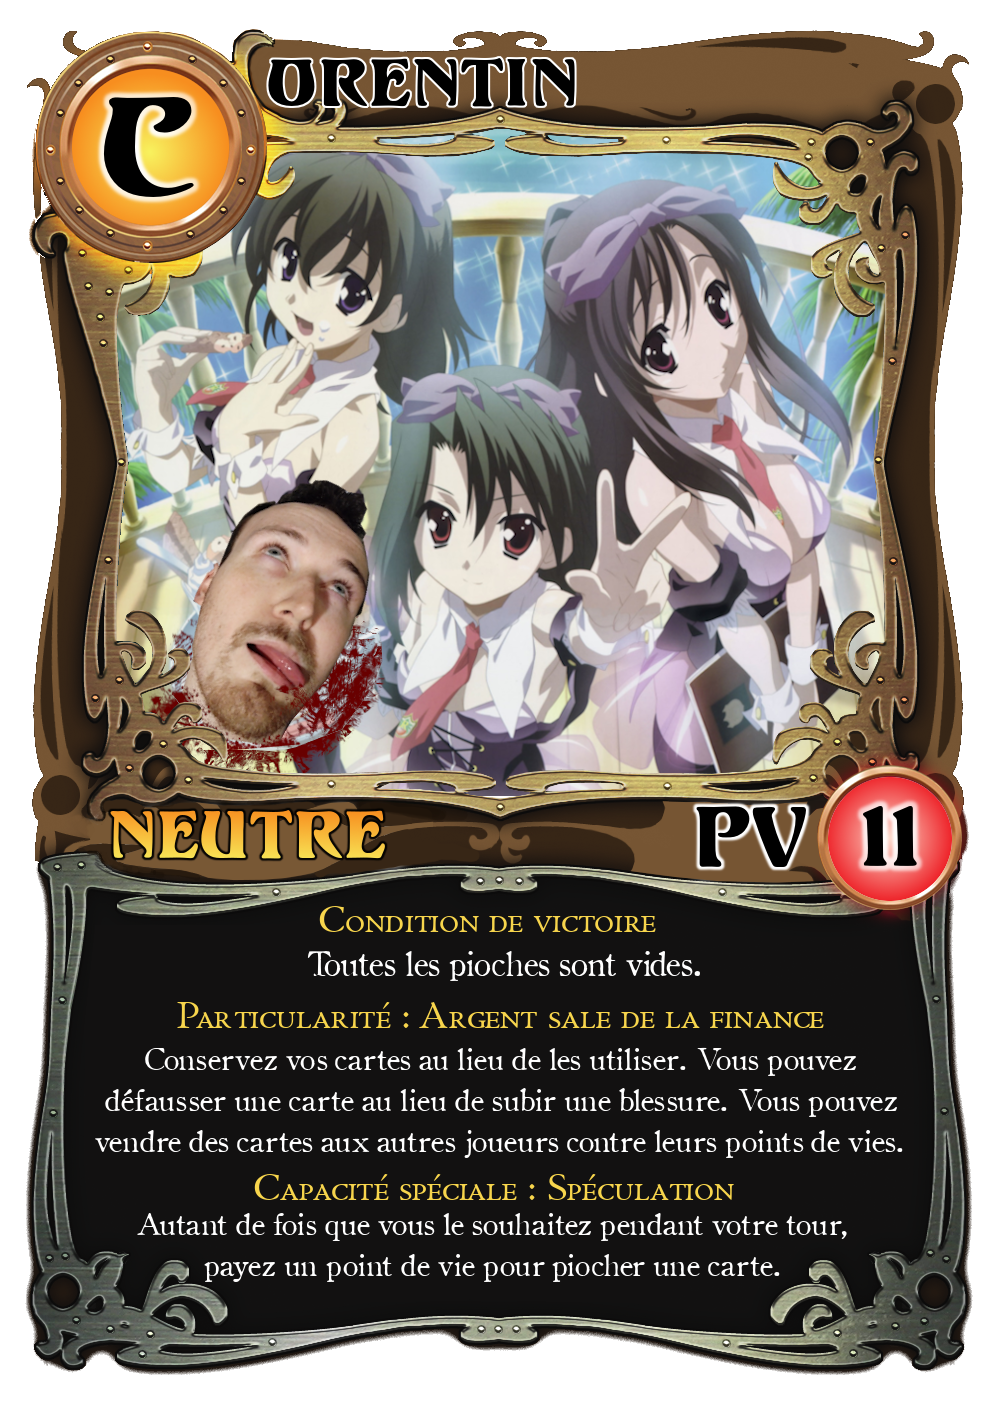 CORENTIN
NEUTRE
PV 11
Condition de victoire
Toutes les pioches sont vides.
Particularité : Argent sale de la finance
Conservez vos cartes au lieu de les utiliser. Vous pouvez
défausser une carte au lieu de subir une blessure. Vous pouvez
vendre des cartes aux autres joueurs contre leurs points de vies.
Capacité spéciale : Spéculation
Autant de fois que vous le souhaitez pendant votre tour,
payez un point de vie pour piocher une carte.